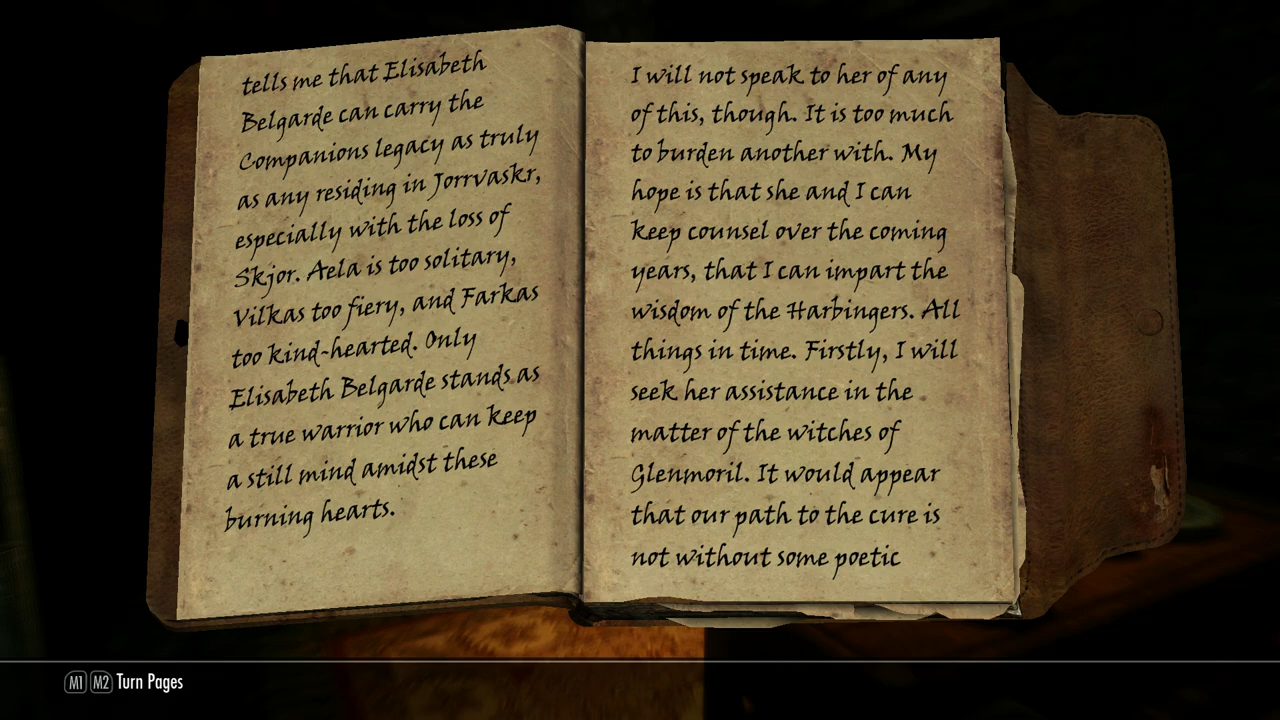 tells me that Elisabeth
Belgarde can carry the
Companions legacy as truly
as any residing in Jorrvaskr,
especially with the loss of
Skjor. Aela is too solitary,
Vilkas too fiery, and Farkas
too kind-hearted. Only
Elisabeth Belgarde stands as
a true warrior who can keep
a still mind amidst these
burning hearts.
I will not speak to her of any
of this, though. It is too much
to burden another with. My
hope is that she and I can
keep counsel over the coming
years, that I can impart the
wisdom of the Harbingers. All
things in time. Firstly, I will
seek her assistance in the
matter of the witches of
Glenmoril. It would appear
that our path to the cure is
not without some poetic
M1 M2 Turn Pages